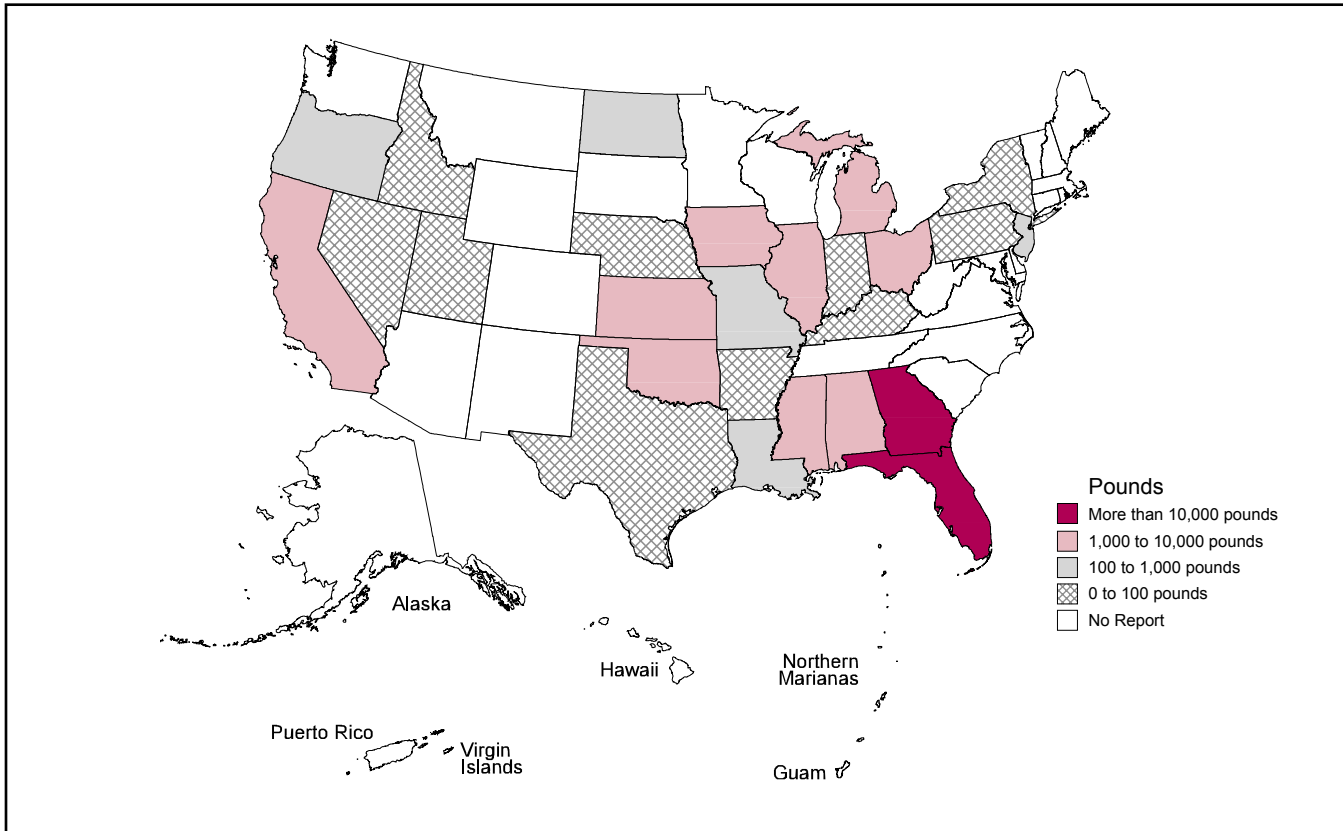 Pounds
More than 10,000 pounds
1,000 to 10,000 pounds
100 to 1,000 pounds
0 to 100 pounds
No Report
Alaska
Hawaii
Northern
Marianas
Puerto Rico
Virgin
Islands
Guam